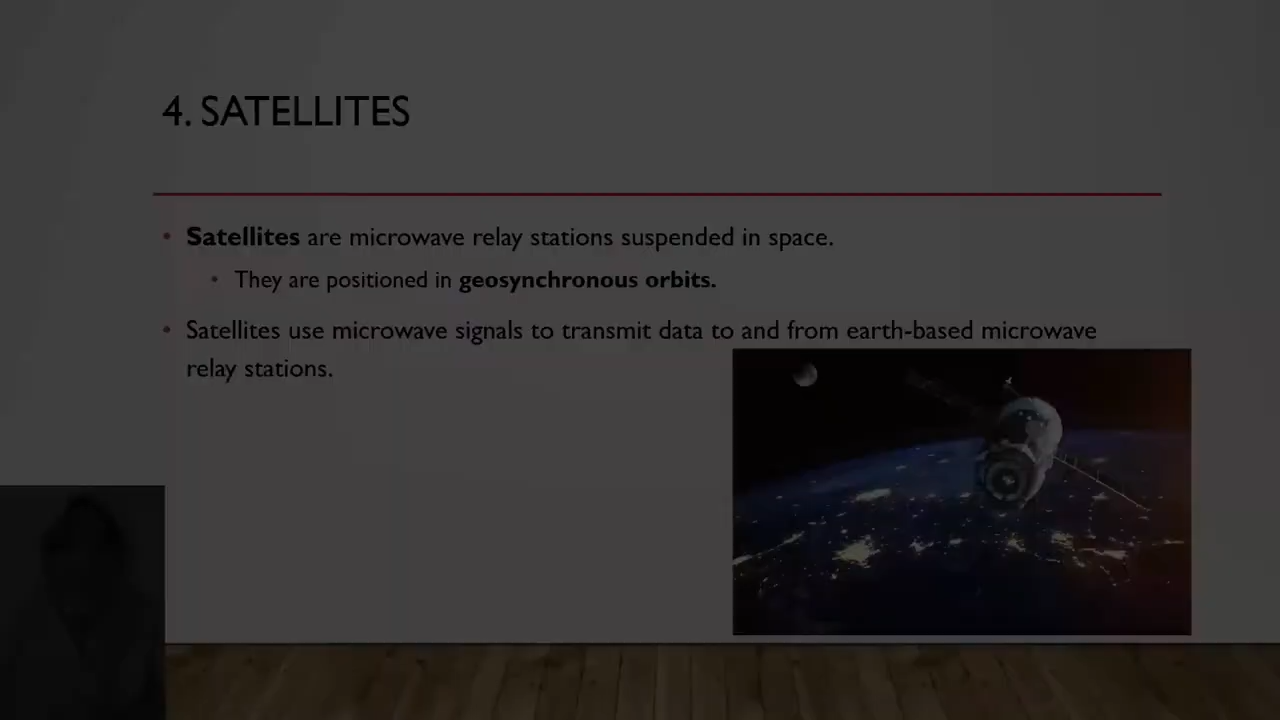 4. SATELLITES
Satellites are microwave relay stations suspended in space.
They are positioned in geosynchronous orbits.
Satellites use microwave signals to transmit data to and from earth-based microwave
relay stations.